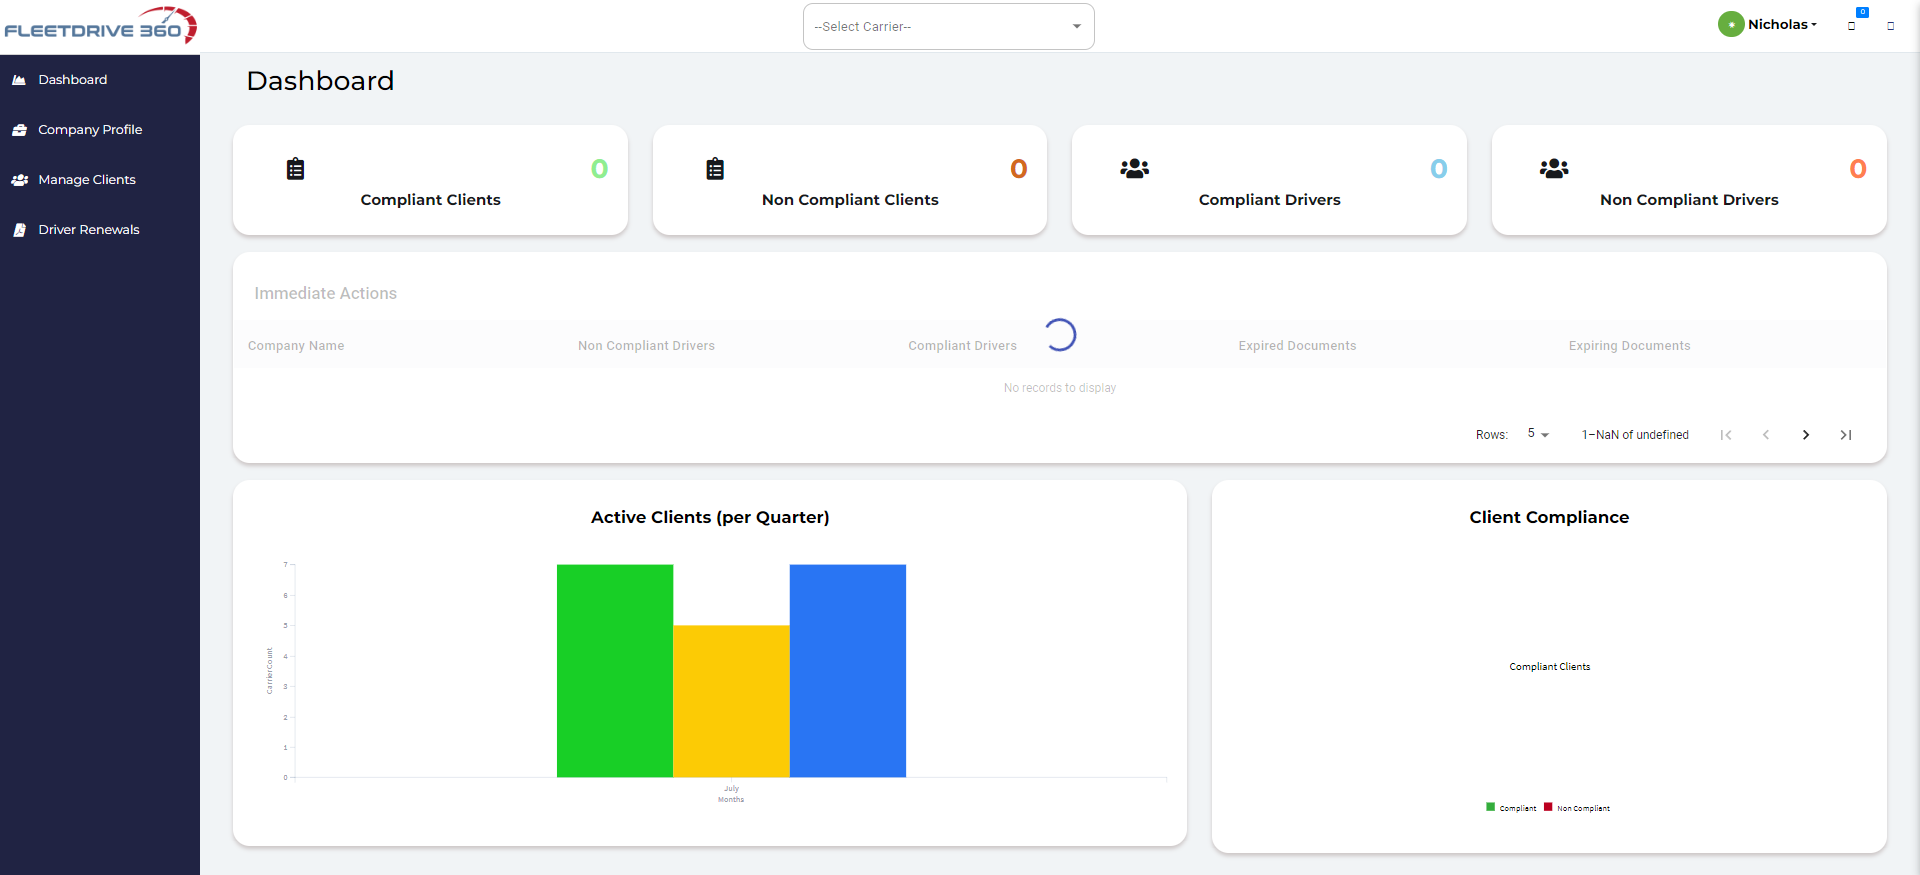 FLEETDRIVE 360
--Select Carrier--
Nicholas
0
Dashboard
Company Profile
Manage Clients
Driver Renewals
Dashboard
0
Compliant Clients
0
Non Compliant Clients
0
Compliant Drivers
0
Non Compliant Drivers
Immediate Actions
Company Name Non Compliant Drivers Compliant Drivers Expired Documents Expiring Documents
No records to display
Rows: 5 1–NaN of undefined
Active Clients (per Quarter)
7
6
5
4
3
2
1
0
CarrierCount
July
Months
Client Compliance
Compliant Clients
Compliant Non Compliant